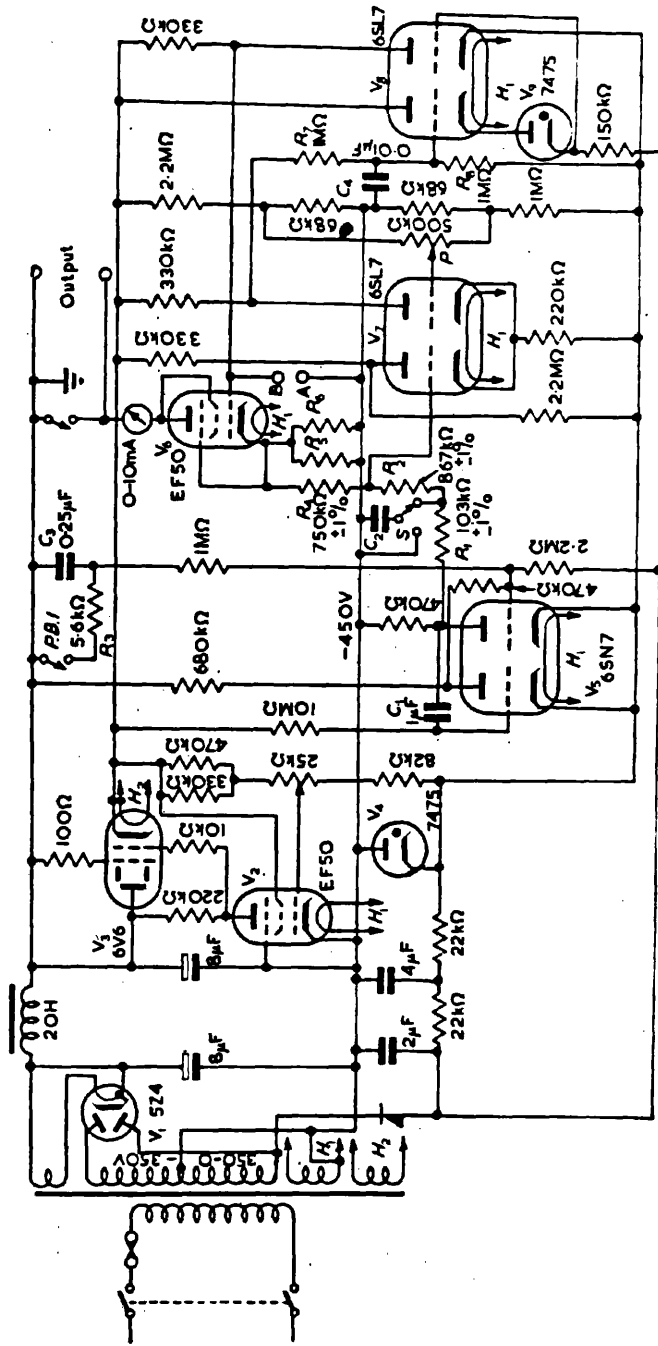 5Z4
V₁
350-0-350V
H₁
H₂
20H
8μF
8μF
2μF
4μF
22kΩ
22kΩ
V₃
6V6
100Ω
H₂
220kΩ
10kΩ
330kΩ
470kΩ
V₂
EF50
H₁
25kΩ
82kΩ
V₄
7475
P.B.1
5·6kΩ
R₃
C₃
0·25μF
680kΩ
1MΩ
10MΩ
-450V
C₁
1μF
470kΩ
470kΩ
2·2MΩ
V₅
6SN7
H₁
R₁
103kΩ
±1%
S
C₂
R₂
867kΩ
±1%
R₄
750kΩ
±1%
R₅
R₆
Output
0-10mA
V₆
EF50
H₁
B
A
330kΩ
330kΩ
2·2MΩ
68kΩ
68kΩ
500kΩ
P
C₄
0·01μF
R₇
1MΩ
R₈
1MΩ
1MΩ
V₇
6SL7
H₁
2·2MΩ
220kΩ
330kΩ
V₈
6SL7
H₁
V₉
7475
150kΩ